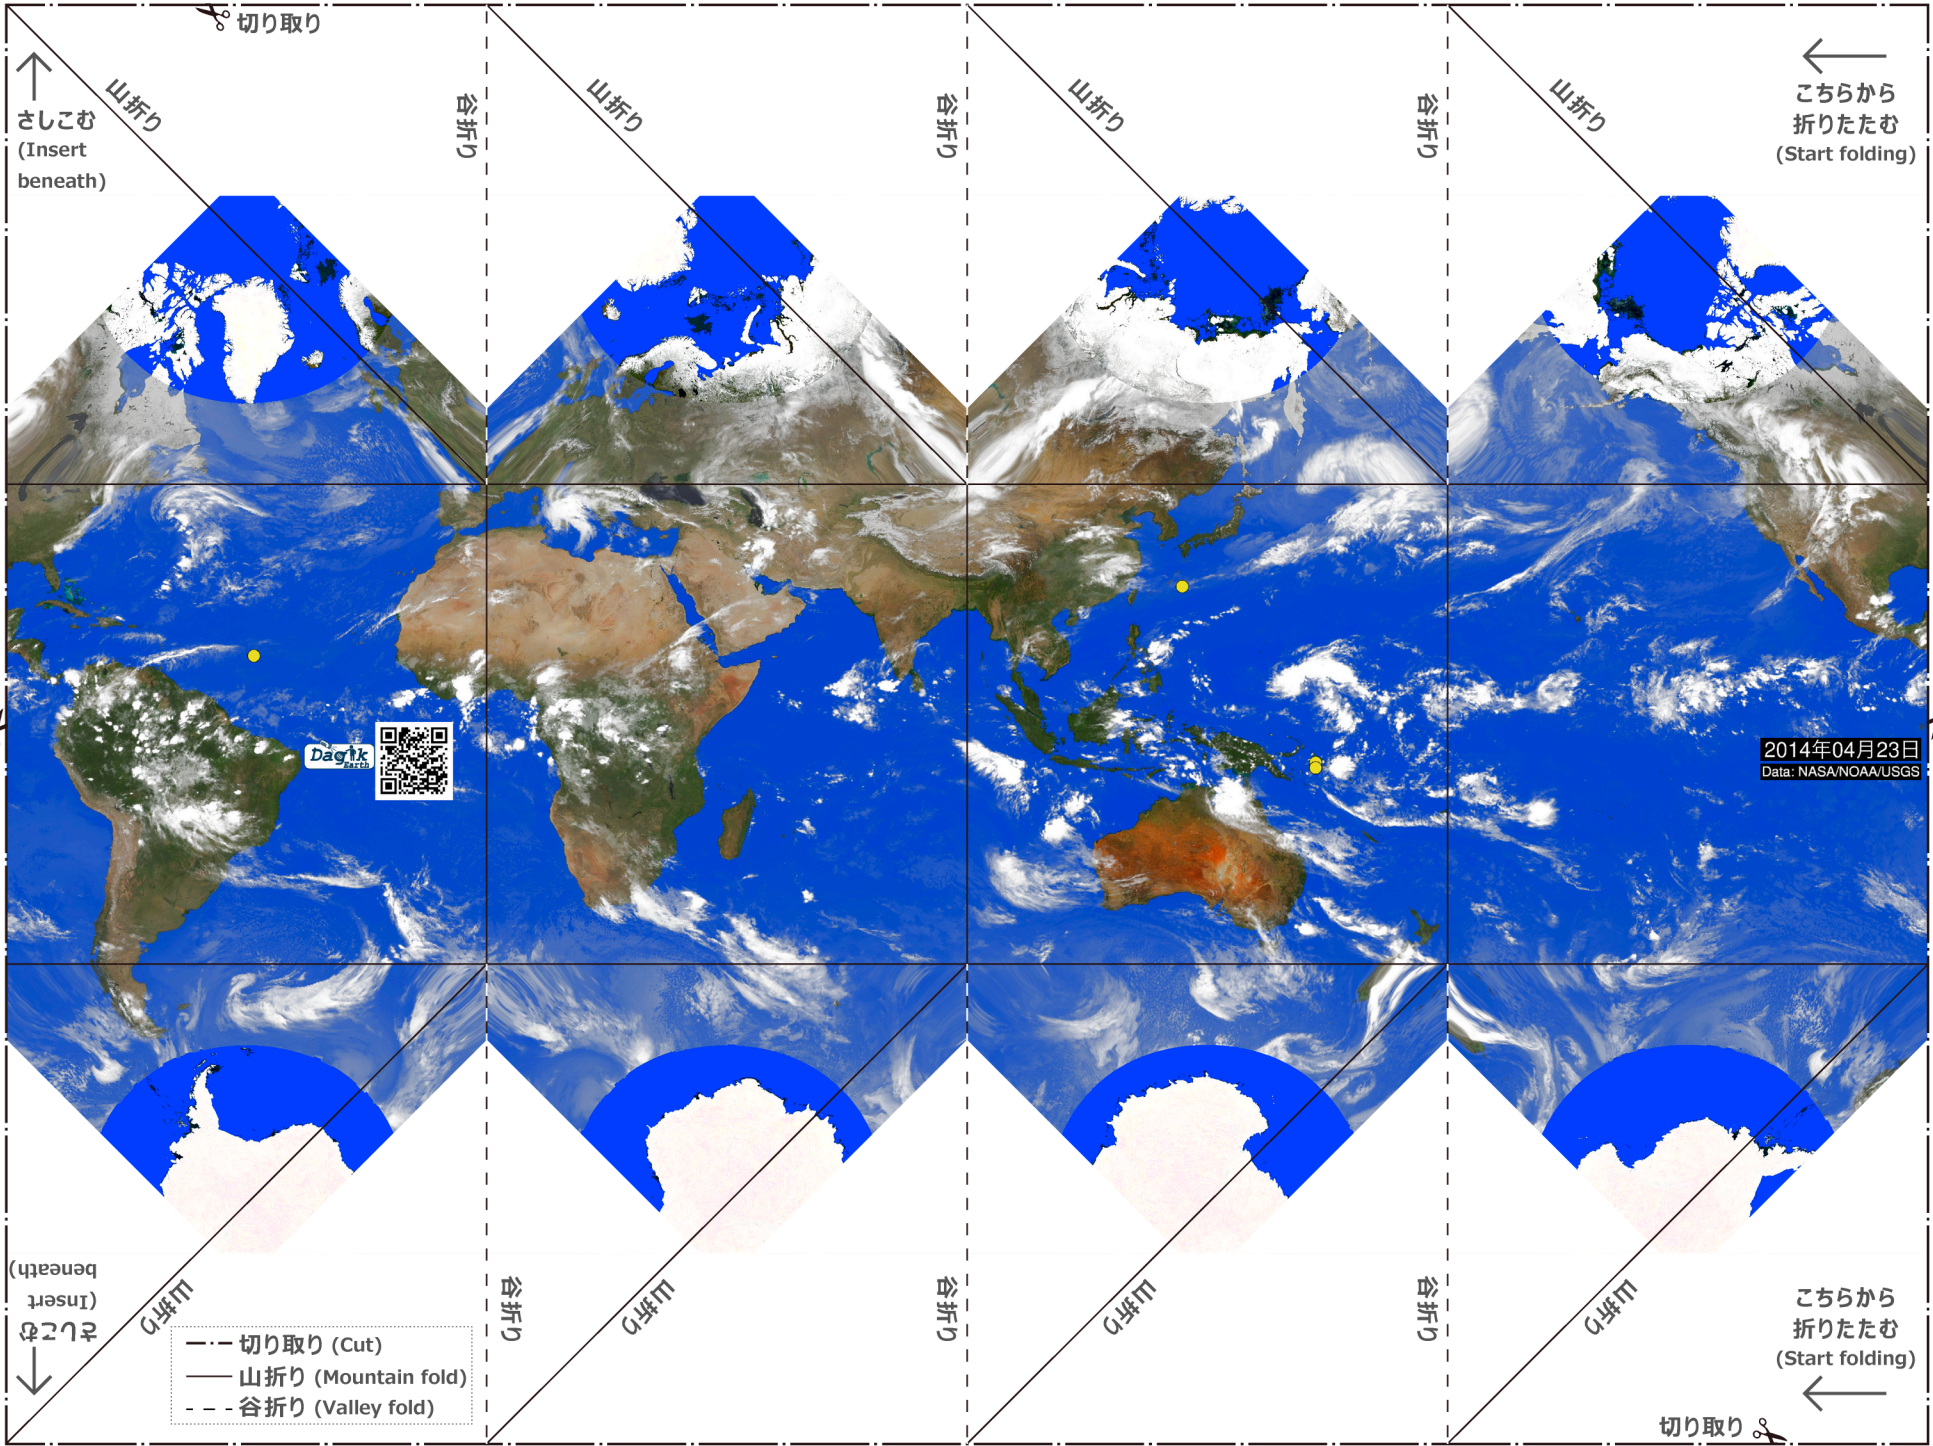 切り取り
山折り
谷折り
山折り
谷折り
山折り
谷折り
山折り
さしこむ
(Insert
beneath)
こちらから
折りたたむ
(Start folding)
Dagik
Earth
2014年04月23日
Data: NASA/NOAA/USGS
さしこむ
(Insert
beneath)
山折り
谷折り
山折り
谷折り
山折り
谷折り
山折り
こちらから
折りたたむ
(Start folding)
切り取り (Cut)
山折り (Mountain fold)
谷折り (Valley fold)
切り取り